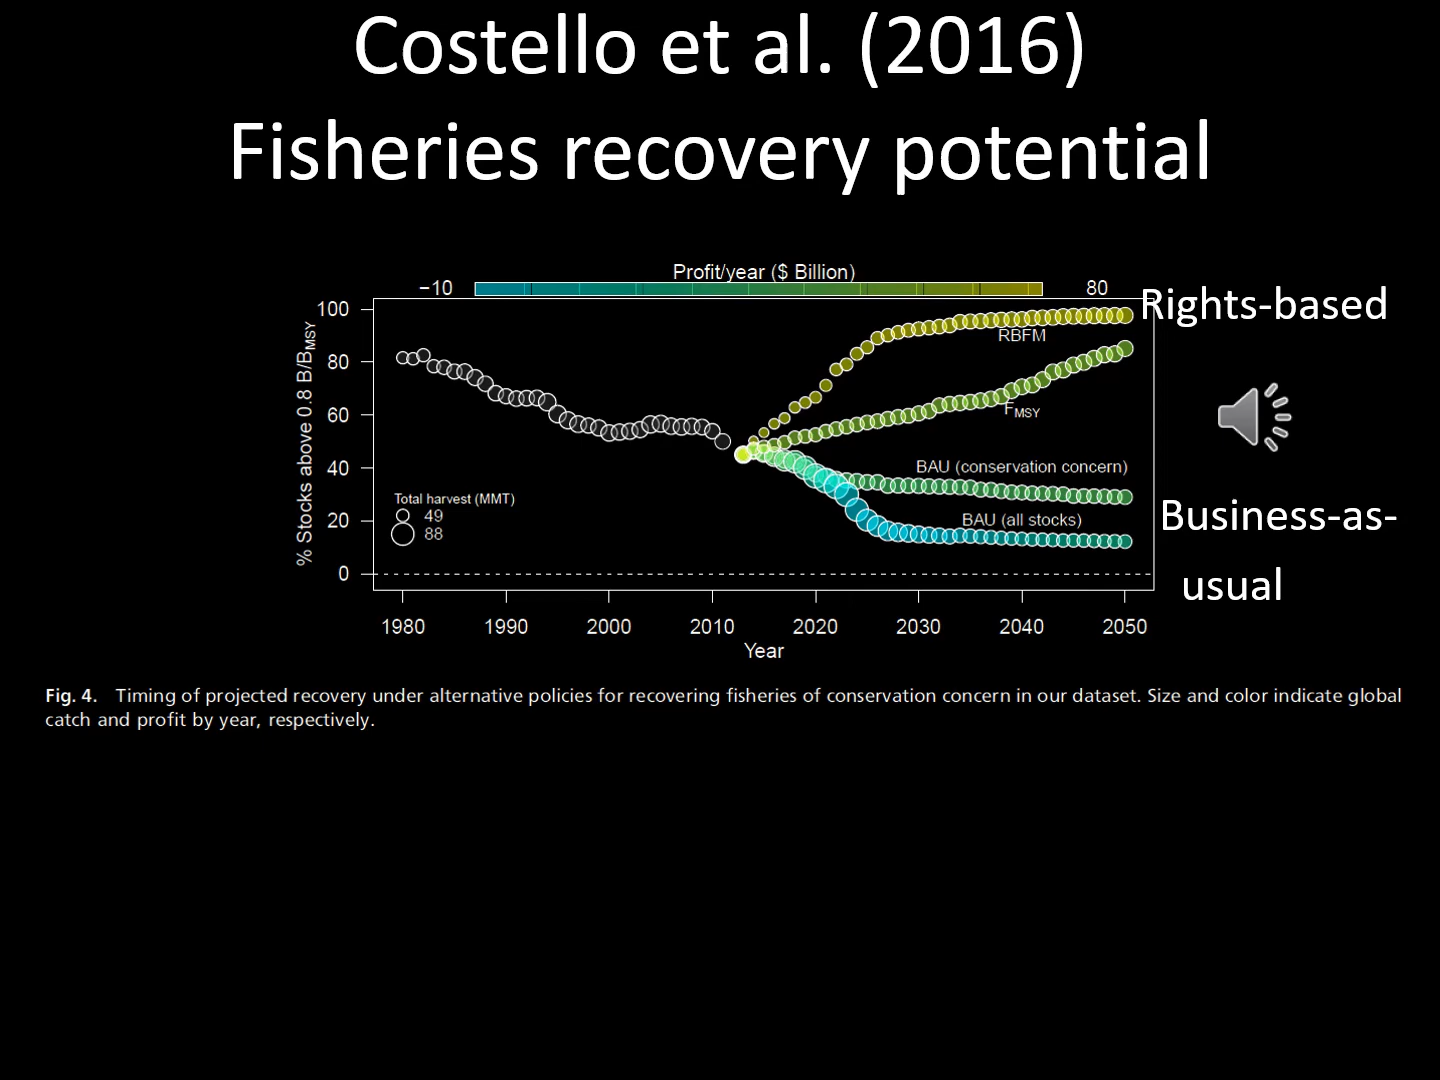 Costello et al. (2016)
Fisheries recovery potential
Profit/year ($ Billion)
−10
80
% Stocks above 0.8 B/BMSY
100
80
60
40
20
0
Rights-based
RBFM
FMSY
BAU (conservation concern)
BAU (all stocks)
Business-as-
usual
Total harvest (MMT)
49
88
1980 1990 2000 2010 2020 2030 2040 2050
Year
Fig. 4. Timing of projected recovery under alternative policies for recovering fisheries of conservation concern in our dataset. Size and color indicate global
catch and profit by year, respectively.